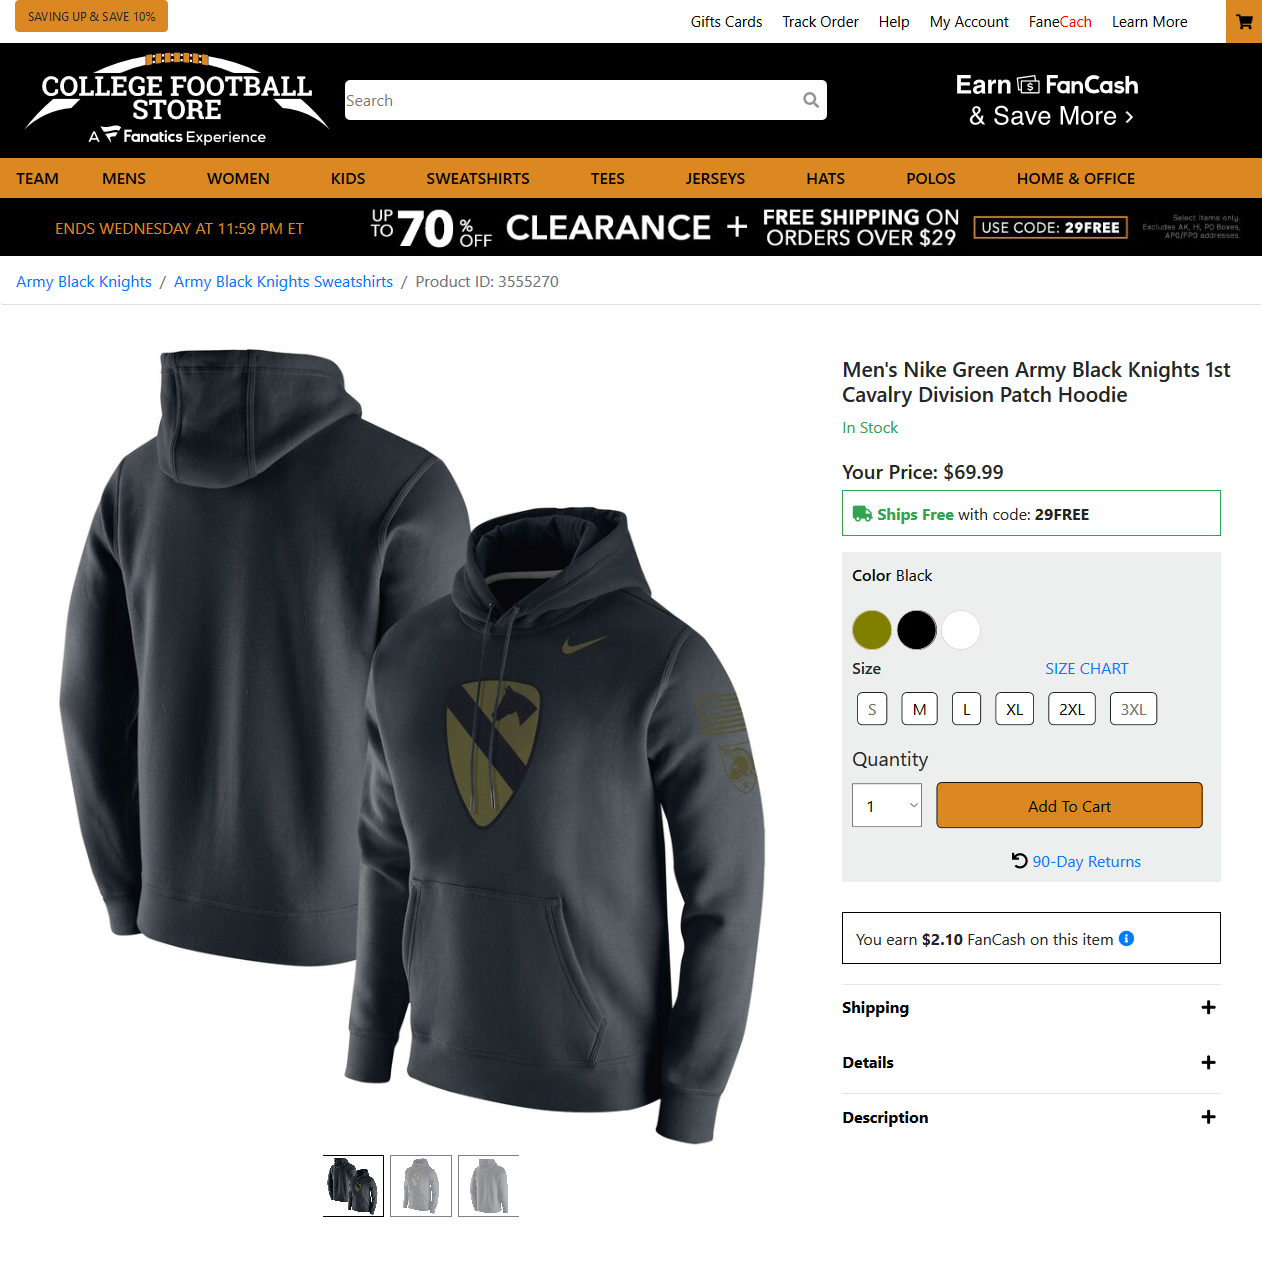 SAVING UP & SAVE 10%
Gifts Cards
Track Order
Help
My Account
FaneCach
Learn More
COLLEGE FOOTBALL
STORE
A Fanatics Experience
Search
Earn FanCash
& Save More ›
TEAM
MENS
WOMEN
KIDS
SWEATSHIRTS
TEES
JERSEYS
HATS
POLOS
HOME & OFFICE
ENDS WEDNESDAY AT 11:59 PM ET
UP TO 70% OFF CLEARANCE + FREE SHIPPING ON
ORDERS OVER $29
USE CODE: 29FREE
Select items only.
Excludes AK, HI, PO Boxes,
APO/FPO addresses.
Army Black Knights / Army Black Knights Sweatshirts / Product ID: 3555270
Men's Nike Green Army Black Knights 1st
Cavalry Division Patch Hoodie
In Stock
Your Price: $69.99
Ships Free with code: 29FREE
Color Black
Size
SIZE CHART
S
M
L
XL
2XL
3XL
Quantity
1
Add To Cart
90-Day Returns
You earn $2.10 FanCash on this item
Shipping
Details
Description